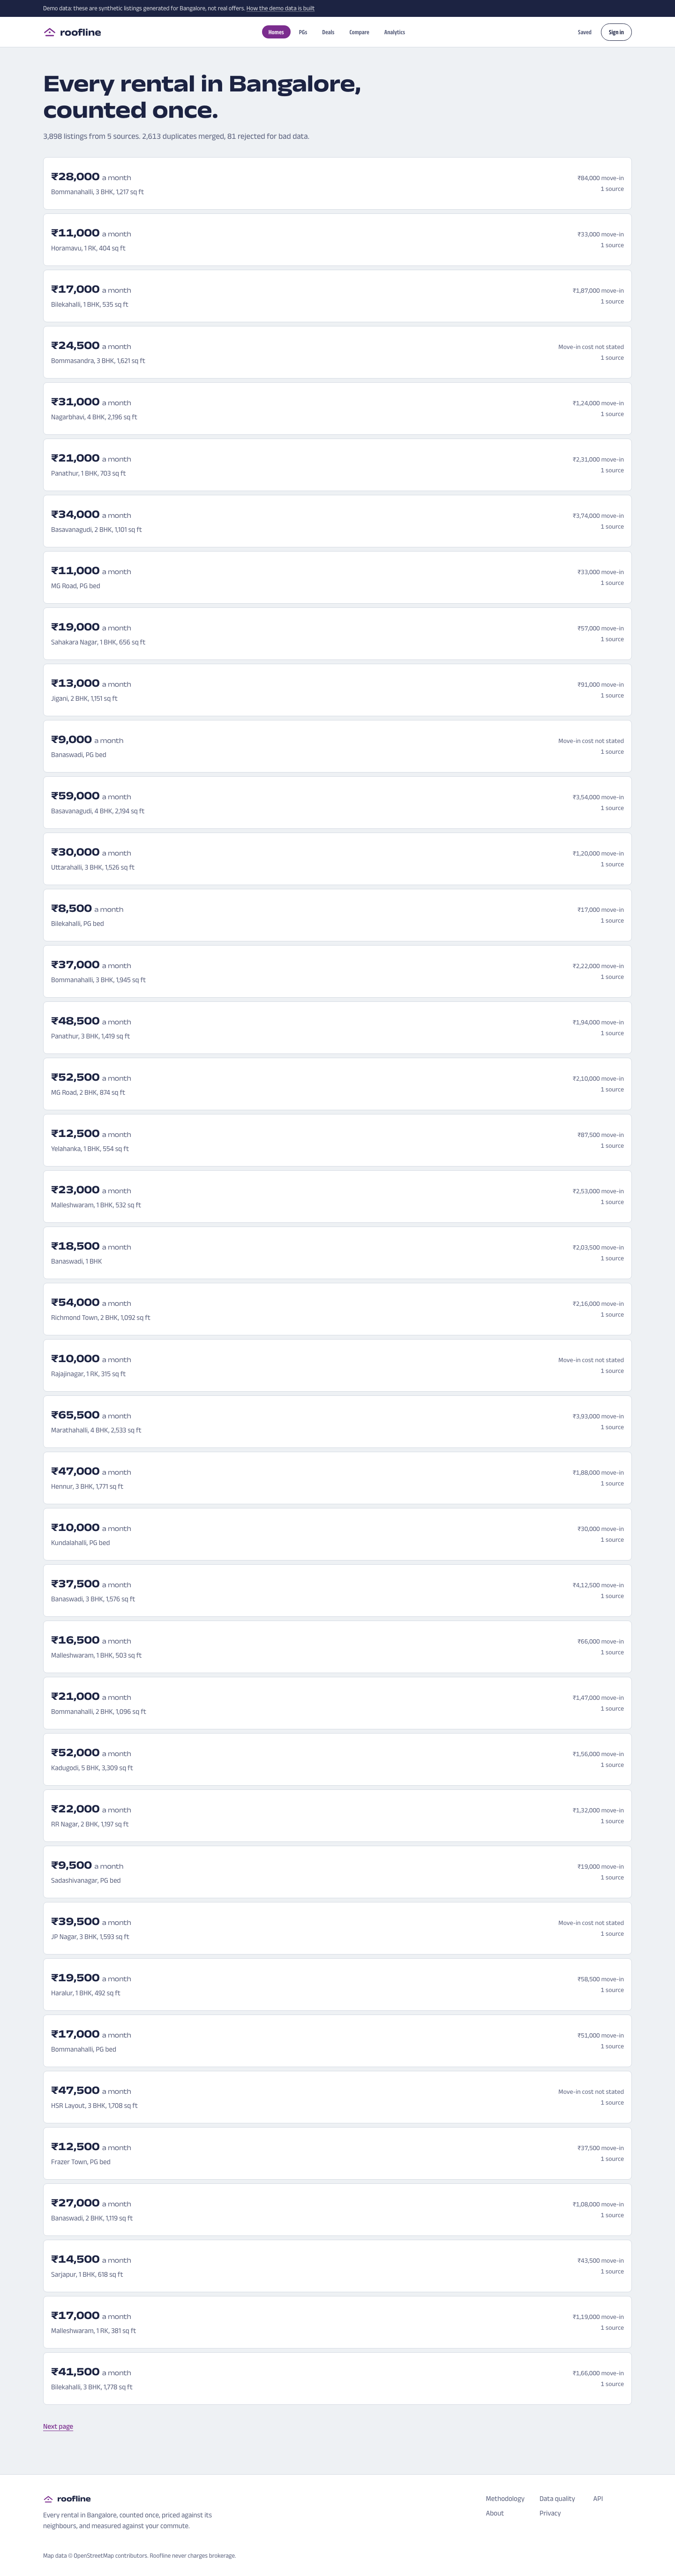 Demo data: these are synthetic listings generated for Bangalore, not real offers. How the demo data is built
roofline
Homes PGs Deals Compare Analytics
Saved Sign in
Every rental in Bangalore,
counted once.
3,898 listings from 5 sources. 2,613 duplicates merged, 81 rejected for bad data.
₹28,000 a month
Bommanahalli, 3 BHK, 1,217 sq ft
₹84,000 move-in
1 source
₹11,000 a month
Horamavu, 1 RK, 404 sq ft
₹33,000 move-in
1 source
₹17,000 a month
Bilekahalli, 1 BHK, 535 sq ft
₹1,87,000 move-in
1 source
₹24,500 a month
Bommasandra, 3 BHK, 1,621 sq ft
Move-in cost not stated
1 source
₹31,000 a month
Nagarbhavi, 4 BHK, 2,196 sq ft
₹1,24,000 move-in
1 source
₹21,000 a month
Panathur, 1 BHK, 703 sq ft
₹2,31,000 move-in
1 source
₹34,000 a month
Basavanagudi, 2 BHK, 1,101 sq ft
₹3,74,000 move-in
1 source
₹11,000 a month
MG Road, PG bed
₹33,000 move-in
1 source
₹19,000 a month
Sahakara Nagar, 1 BHK, 656 sq ft
₹57,000 move-in
1 source
₹13,000 a month
Jigani, 2 BHK, 1,151 sq ft
₹91,000 move-in
1 source
₹9,000 a month
Banaswadi, PG bed
Move-in cost not stated
1 source
₹59,000 a month
Basavanagudi, 4 BHK, 2,194 sq ft
₹3,54,000 move-in
1 source
₹30,000 a month
Uttarahalli, 3 BHK, 1,526 sq ft
₹1,20,000 move-in
1 source
₹8,500 a month
Bilekahalli, PG bed
₹17,000 move-in
1 source
₹37,000 a month
Bommanahalli, 3 BHK, 1,945 sq ft
₹2,22,000 move-in
1 source
₹48,500 a month
Panathur, 3 BHK, 1,419 sq ft
₹1,94,000 move-in
1 source
₹52,500 a month
MG Road, 2 BHK, 874 sq ft
₹2,10,000 move-in
1 source
₹12,500 a month
Yelahanka, 1 BHK, 554 sq ft
₹87,500 move-in
1 source
₹23,000 a month
Malleshwaram, 1 BHK, 532 sq ft
₹2,53,000 move-in
1 source
₹18,500 a month
Banaswadi, 1 BHK
₹2,03,500 move-in
1 source
₹54,000 a month
Richmond Town, 2 BHK, 1,092 sq ft
₹2,16,000 move-in
1 source
₹10,000 a month
Rajajinagar, 1 RK, 315 sq ft
Move-in cost not stated
1 source
₹65,500 a month
Marathahalli, 4 BHK, 2,533 sq ft
₹3,93,000 move-in
1 source
₹47,000 a month
Hennur, 3 BHK, 1,771 sq ft
₹1,88,000 move-in
1 source
₹10,000 a month
Kundalahalli, PG bed
₹30,000 move-in
1 source
₹37,500 a month
Banaswadi, 3 BHK, 1,576 sq ft
₹4,12,500 move-in
1 source
₹16,500 a month
Malleshwaram, 1 BHK, 503 sq ft
₹66,000 move-in
1 source
₹21,000 a month
Bommanahalli, 2 BHK, 1,096 sq ft
₹1,47,000 move-in
1 source
₹52,000 a month
Kadugodi, 5 BHK, 3,309 sq ft
₹1,56,000 move-in
1 source
₹22,000 a month
RR Nagar, 2 BHK, 1,197 sq ft
₹1,32,000 move-in
1 source
₹9,500 a month
Sadashivanagar, PG bed
₹19,000 move-in
1 source
₹39,500 a month
JP Nagar, 3 BHK, 1,593 sq ft
Move-in cost not stated
1 source
₹19,500 a month
Haralur, 1 BHK, 492 sq ft
₹58,500 move-in
1 source
₹17,000 a month
Bommanahalli, PG bed
₹51,000 move-in
1 source
₹47,500 a month
HSR Layout, 3 BHK, 1,708 sq ft
Move-in cost not stated
1 source
₹12,500 a month
Frazer Town, PG bed
₹37,500 move-in
1 source
₹27,000 a month
Banaswadi, 2 BHK, 1,119 sq ft
₹1,08,000 move-in
1 source
₹14,500 a month
Sarjapur, 1 BHK, 618 sq ft
₹43,500 move-in
1 source
₹17,000 a month
Malleshwaram, 1 RK, 381 sq ft
₹1,19,000 move-in
1 source
₹41,500 a month
Bilekahalli, 3 BHK, 1,778 sq ft
₹1,66,000 move-in
1 source
Next page
roofline
Every rental in Bangalore, counted once, priced against its
neighbours, and measured against your commute.
Methodology Data quality API
About Privacy
Map data © OpenStreetMap contributors. Roofline never charges brokerage.